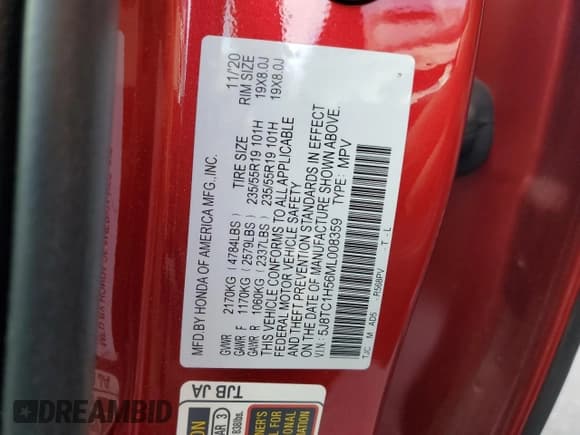 MFD.BY HONDA OF AMERICA MFG.,INC. 11/20
TIRE SIZE RIM SIZE
GVWR 2170KG (4784LBS)
GAWR F 1170KG (2579LBS) 235/55R19 101H 19X8.0J
GAWR R 1060KG (2337LBS) 235/55R19 101H 19X8.0J
THIS VEHICLE CONFORMS TO ALL APPLICABLE
FEDERAL MOTOR VEHICLE SAFETY
AND THEFT PREVENTION STANDARDS IN EFFECT
ON THE DATE OF MANUFACTURE SHOWN ABOVE.
V.I.N.: 5J8TC1H56ML008359 TYPE: MPV
TJC M AD5 R568PV T - L
TJB JA
DREAMBID